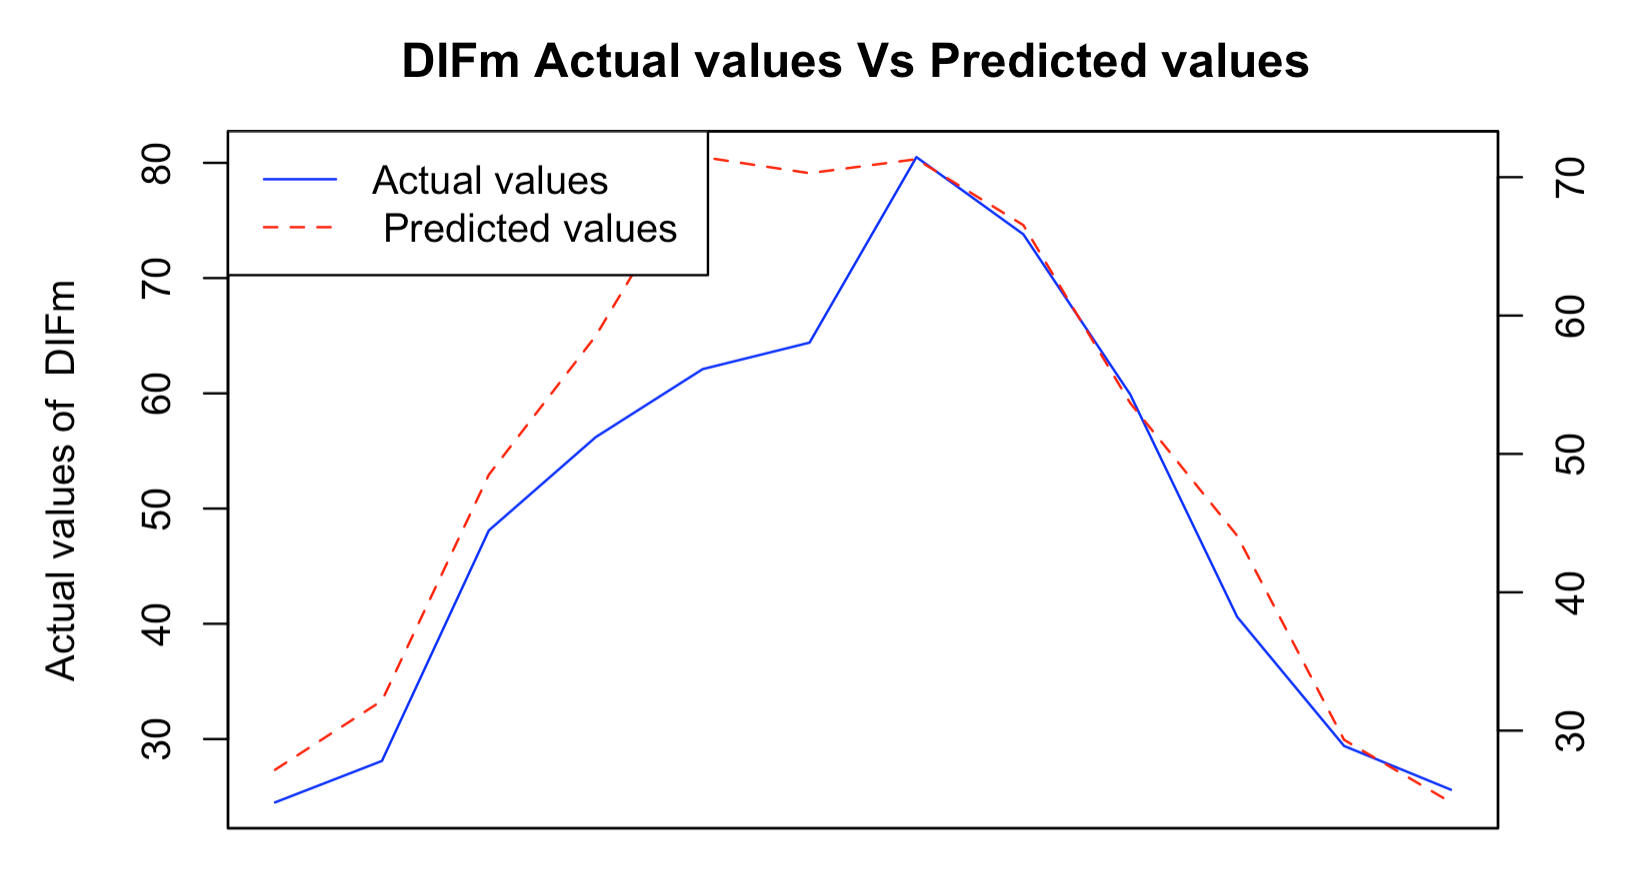 DIFm Actual values Vs Predicted values
Actual values
Predicted values
Actual values of DIFm
80
70
60
50
40
30
70
60
50
40
30